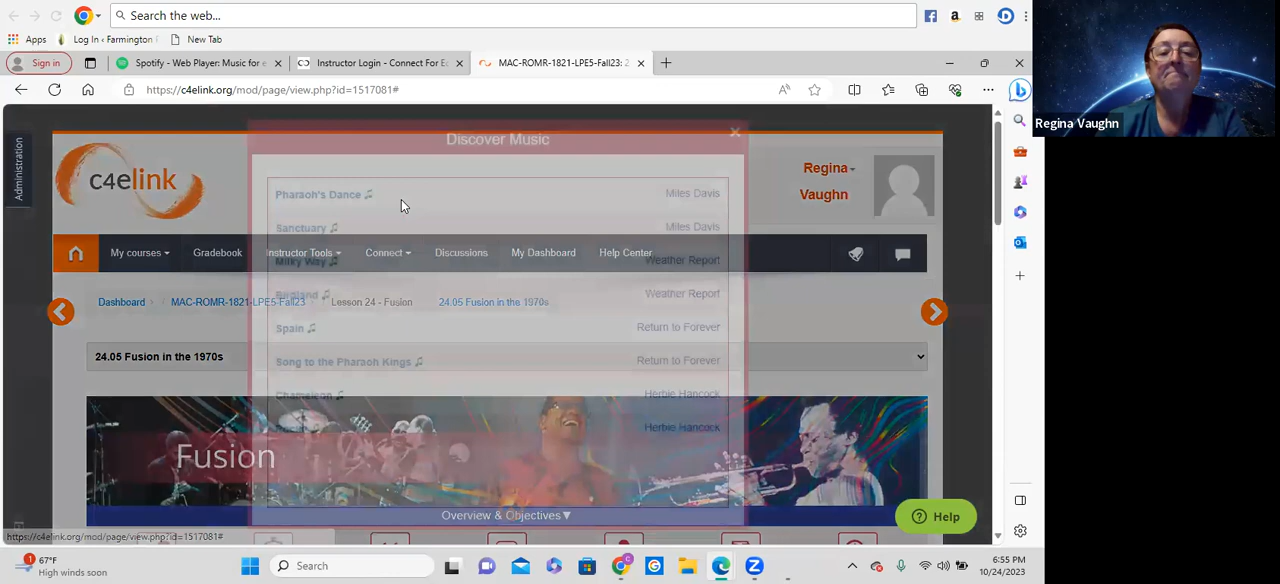 Search the web...
Apps
Log In ‹ Farmington
New Tab
Sign in
Spotify - Web Player: Music for e
Instructor Login - Connect For Ed
MAC-ROMR-1821-LPE5-Fall23: 2
https://c4elink.org/mod/page/view.php?id=1517081#
Regina Vaughn
Administration
c4elink
Regina
Vaughn
Discover Music
Pharaoh's Dance Miles Davis
Sanctuary Miles Davis
My courses Gradebook Instructor Tools Connect Discussions My Dashboard Help Center
Milky Way Weather Report
Birdland Weather Report
Dashboard MAC-ROMR-1821-LPE5-Fall23 Lesson 24 - Fusion 24.05 Fusion in the 1970s
Spain Return to Forever
24.05 Fusion in the 1970s
Song to the Pharaoh Kings Return to Forever
Chameleon Herbie Hancock
Herbie Hancock
Fusion
Overview & Objectives▼
Help
https://c4elink.org/mod/page/view.php?id=1517081#
67°F
High winds soon
Search
6:55 PM
10/24/2023